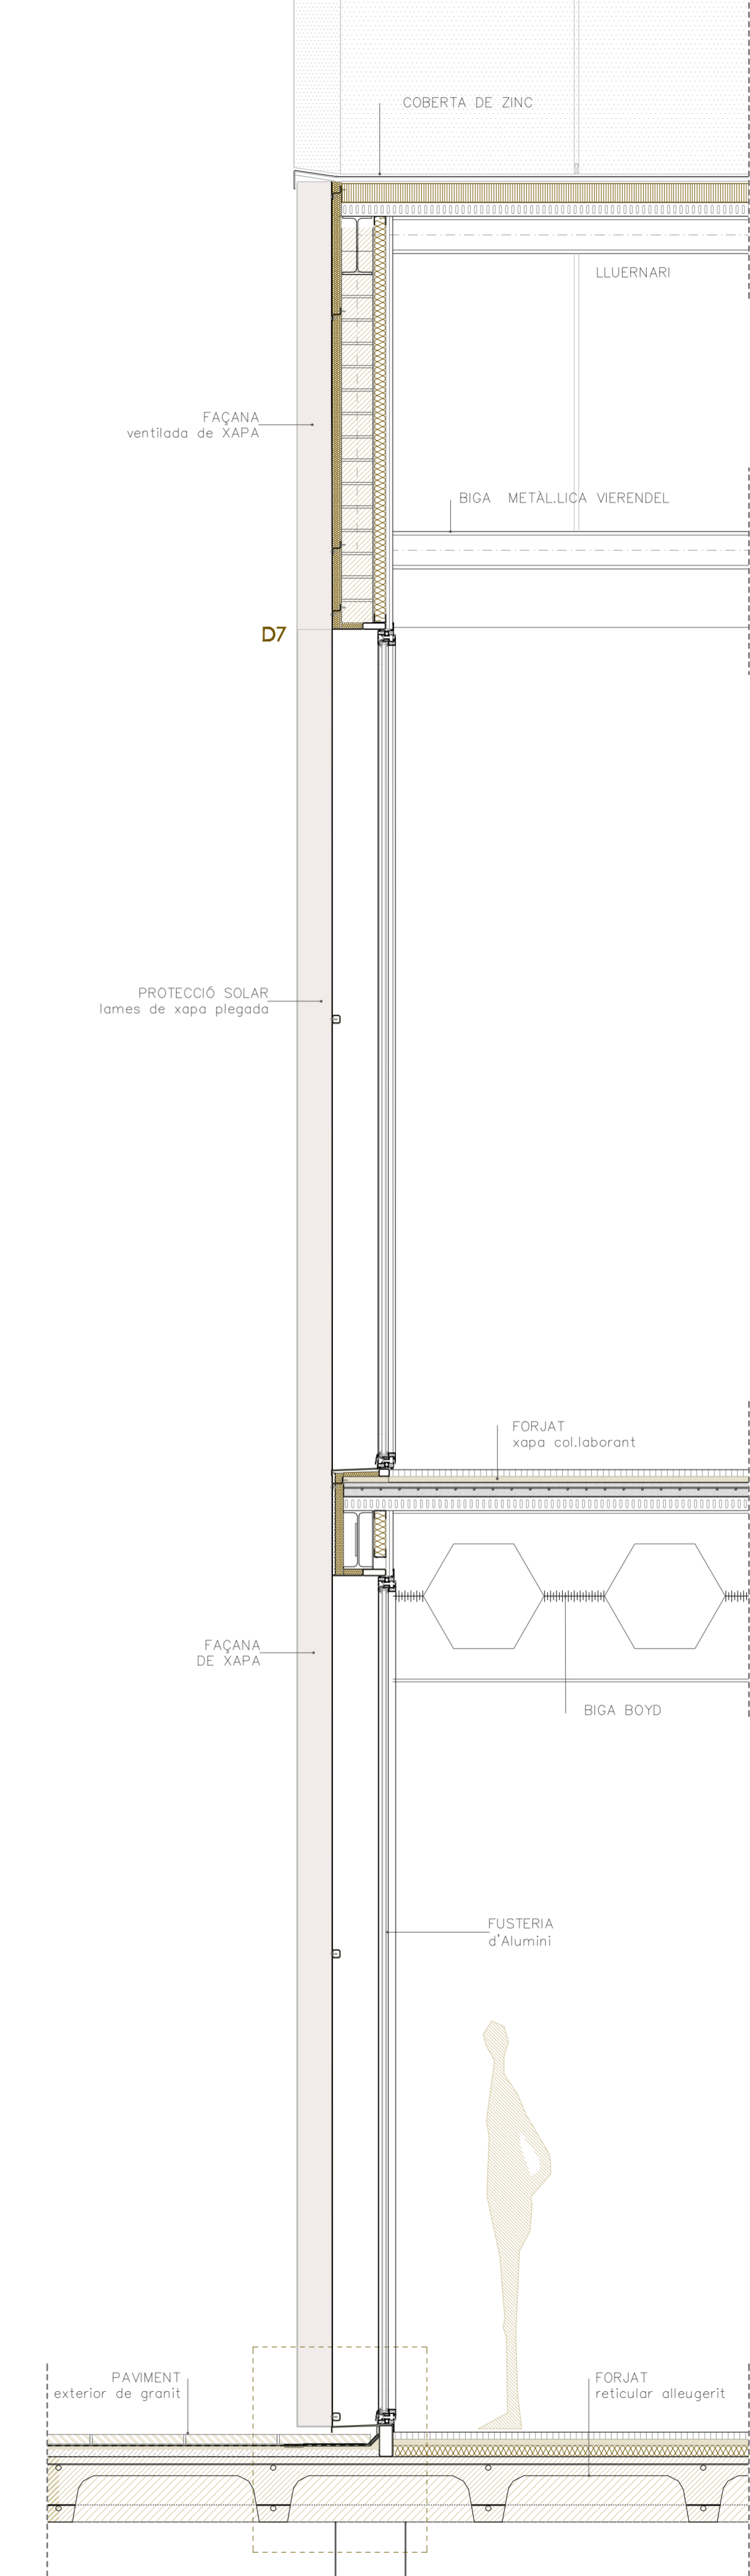 COBERTA DE ZINC
LLUERNARI
FAÇANA
ventilada de XAPA
BIGA METÀL.LICA VIERENDEL
D7
PROTECCIÓ SOLAR
lames de xapa plegada
FORJAT
xapa col.laborant
FAÇANA
DE XAPA
BIGA BOYD
FUSTERIA
d'Alumini
PAVIMENT
exterior de granit
FORJAT
reticular alleugerit